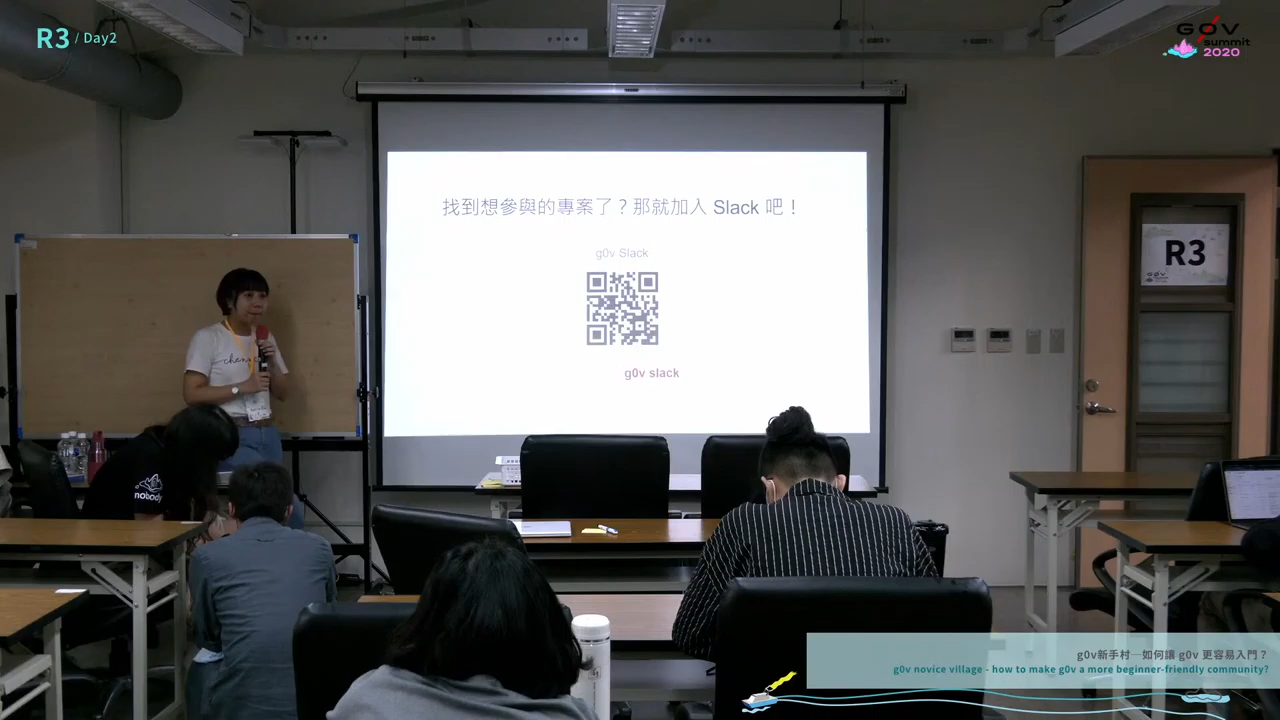 R3 / Day2
g0v
summit
2020
找到想參與的專案了？那就加入 Slack 吧！
g0v Slack
g0v slack
R3
nobody
g0v新手村—如何讓 g0v 更容易入門？
g0v novice village - how to make g0v a more beginner-friendly community?